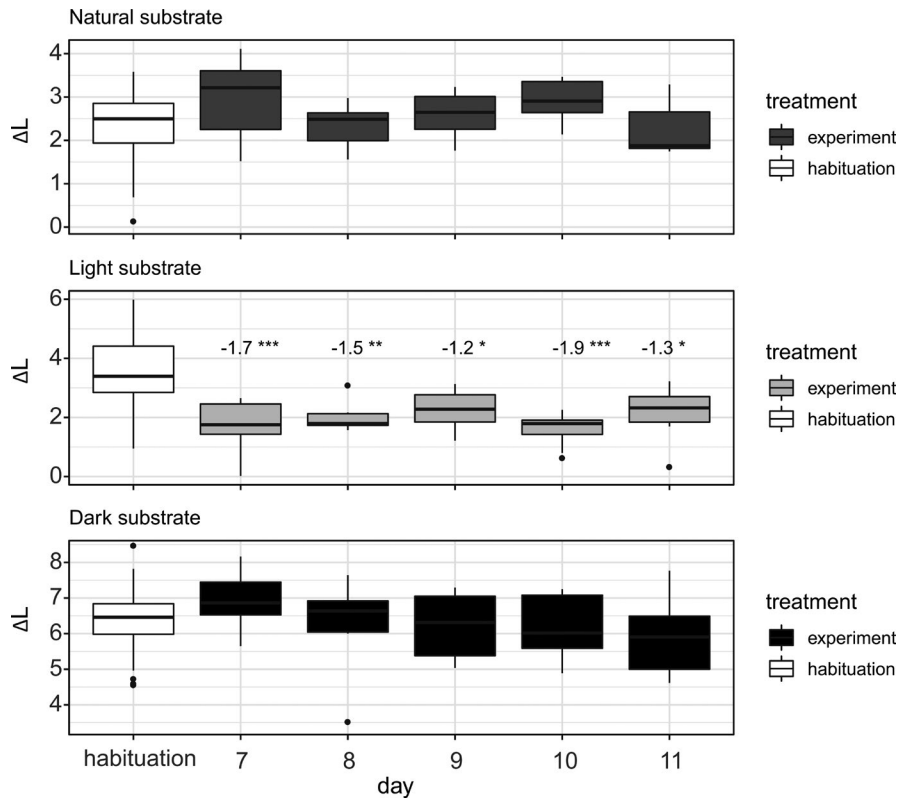 Natural substrate
4
3
2
1
0
ΔL
treatment
experiment
habituation
Light substrate
6
4
2
0
ΔL
-1.7 *** -1.5 ** -1.2 * -1.9 *** -1.3 *
treatment
experiment
habituation
Dark substrate
8
7
6
5
4
ΔL
treatment
experiment
habituation
habituation 7 8 9 10 11
day